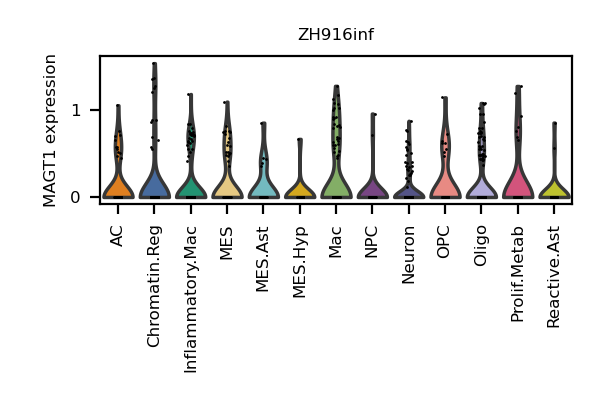 ZH916inf
MAGT1 expression
1
0
AC
Chromatin.Reg
Inflammatory.Mac
MES
MES.Ast
MES.Hyp
Mac
NPC
Neuron
OPC
Oligo
Prolif.Metab
Reactive.Ast